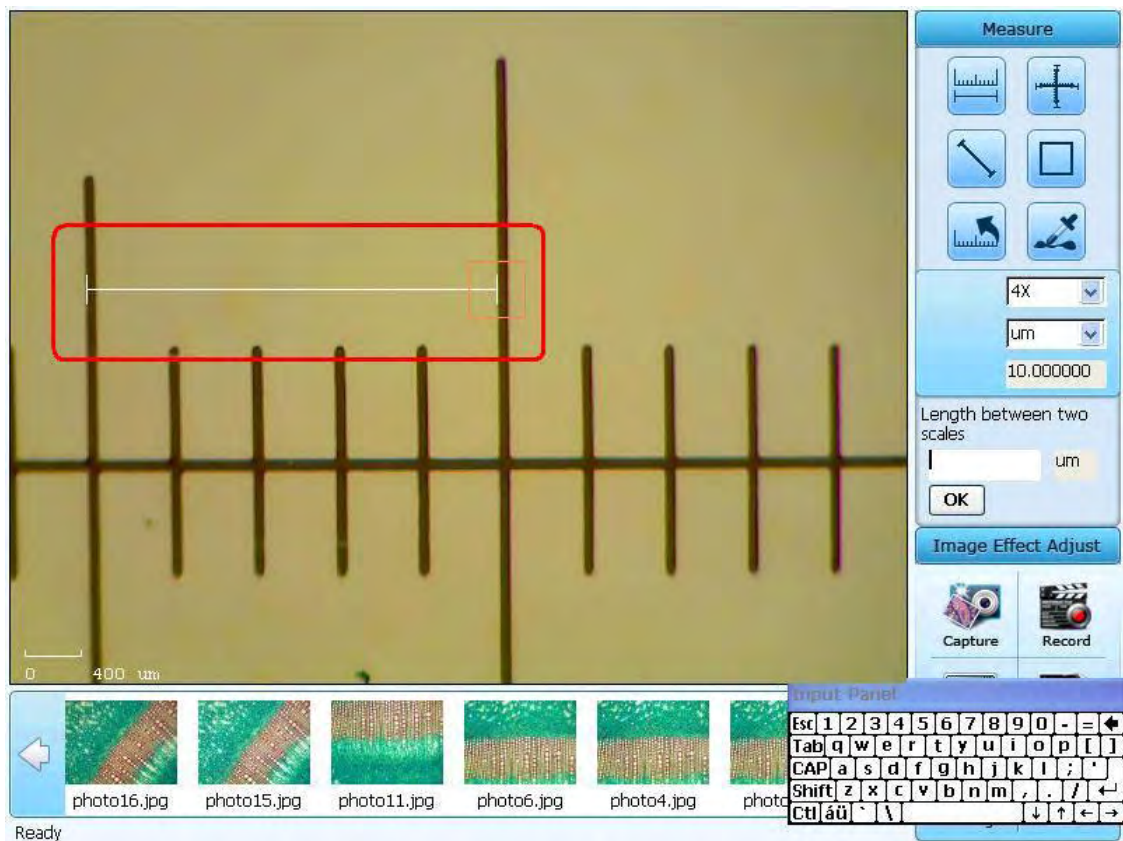 Measure
4X
um
10.000000
Length between two
scales
um
OK
Image Effect Adjust
Capture
Record
0 400 um
photo16.jpg photo15.jpg photo11.jpg photo6.jpg photo4.jpg
Input Panel
Esc 1 2 3 4 5 6 7 8 9 0 - =
Tab q w e r t y u i o p [ ]
CAP a s d f g h j k l ; '
Shift z x c v b n m , . /
Ctl áü ` \
Ready